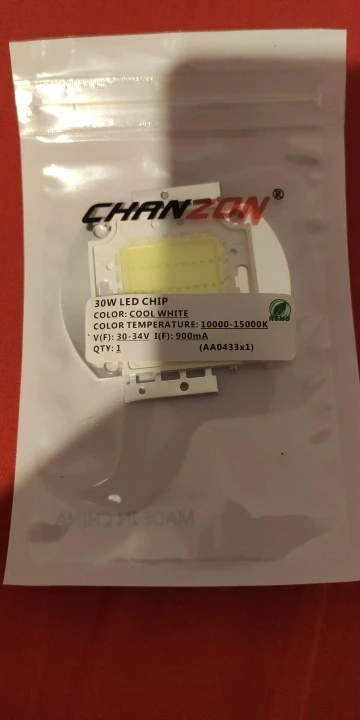 CHANZON®
30W LED CHIP
COLOR: COOL WHITE
COLOR TEMPERATURE: 10000-15000K
V(F): 30-34V I(F): 900mA
QTY: 1 (AA0433x1)
RoHS
MADE IN CHINA